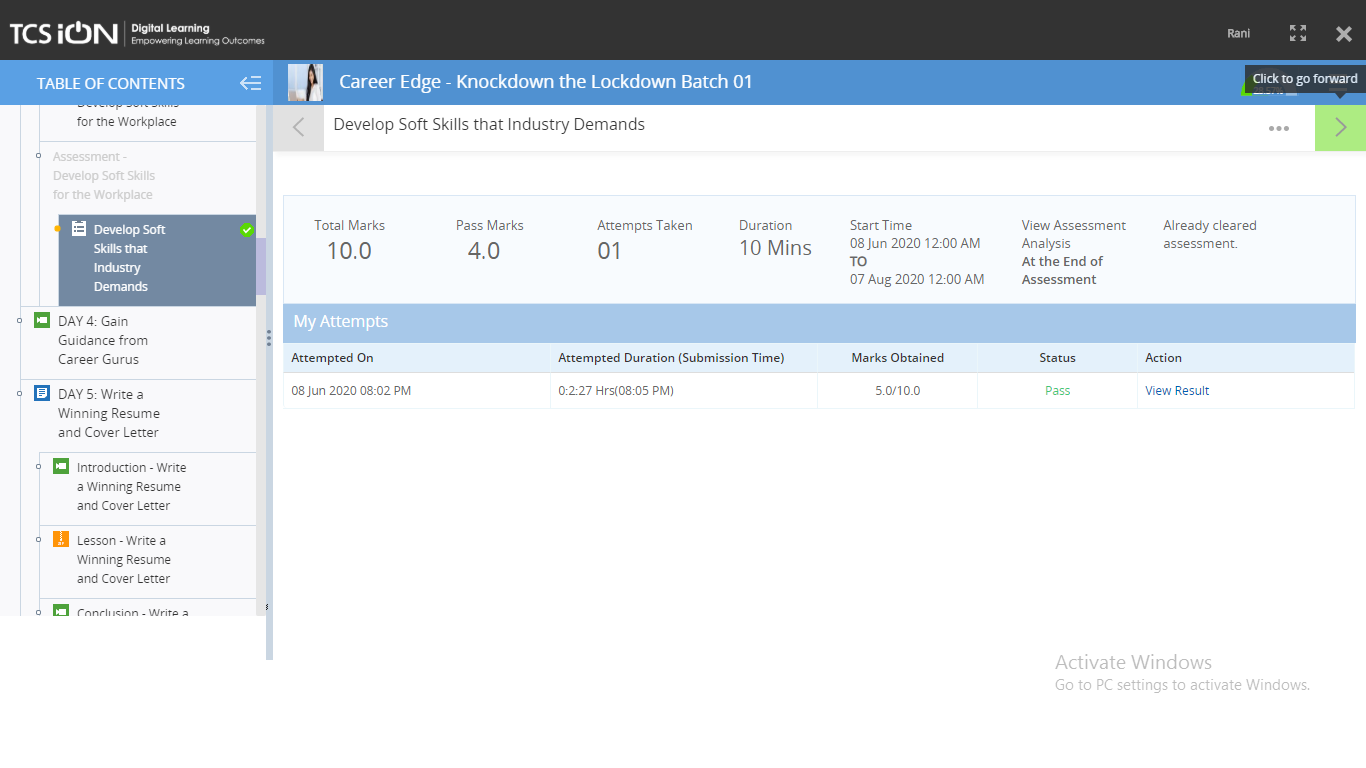 TCS iON
Digital Learning
Empowering Learning Outcomes
Rani
TABLE OF CONTENTS
Career Edge - Knockdown the Lockdown Batch 01
Click to go forward
Develop Soft Skills that Industry Demands
Develop Soft Skills
for the Workplace
Assessment -
Develop Soft Skills
for the Workplace
Develop Soft
Skills that
Industry
Demands
DAY 4: Gain
Guidance from
Career Gurus
DAY 5: Write a
Winning Resume
and Cover Letter
Introduction - Write
a Winning Resume
and Cover Letter
Lesson - Write a
Winning Resume
and Cover Letter
Conclusion - Write a
Total Marks
10.0
Pass Marks
4.0
Attempts Taken
01
Duration
10 Mins
Start Time
08 Jun 2020 12:00 AM
TO
07 Aug 2020 12:00 AM
View Assessment
Analysis
At the End of
Assessment
Already cleared
assessment.
My Attempts
Attempted On Attempted Duration (Submission Time) Marks Obtained Status Action
08 Jun 2020 08:02 PM 0:2:27 Hrs(08:05 PM) 5.0/10.0 Pass View Result
Activate Windows
Go to PC settings to activate Windows.